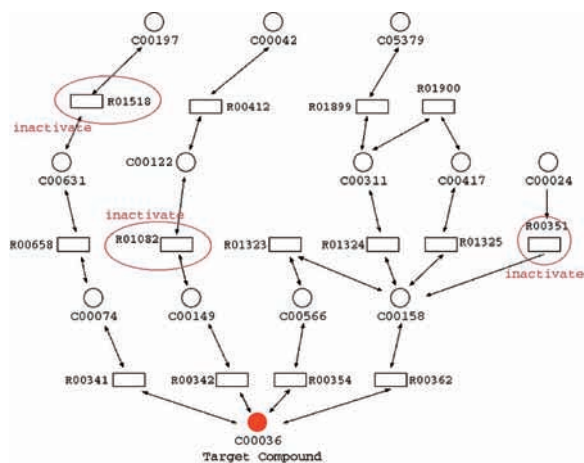 C00197
C00042
C05379
R01518
R00412
R01899
R01900
inactivate
C00631
C00122
C00311
C00417
C00024
inactivate
R00351
R00658
R01082
R01323
R01324
R01325
inactivate
C00074
C00149
C00566
C00158
R00341
R00342
R00354
R00362
C00036
Target Compound